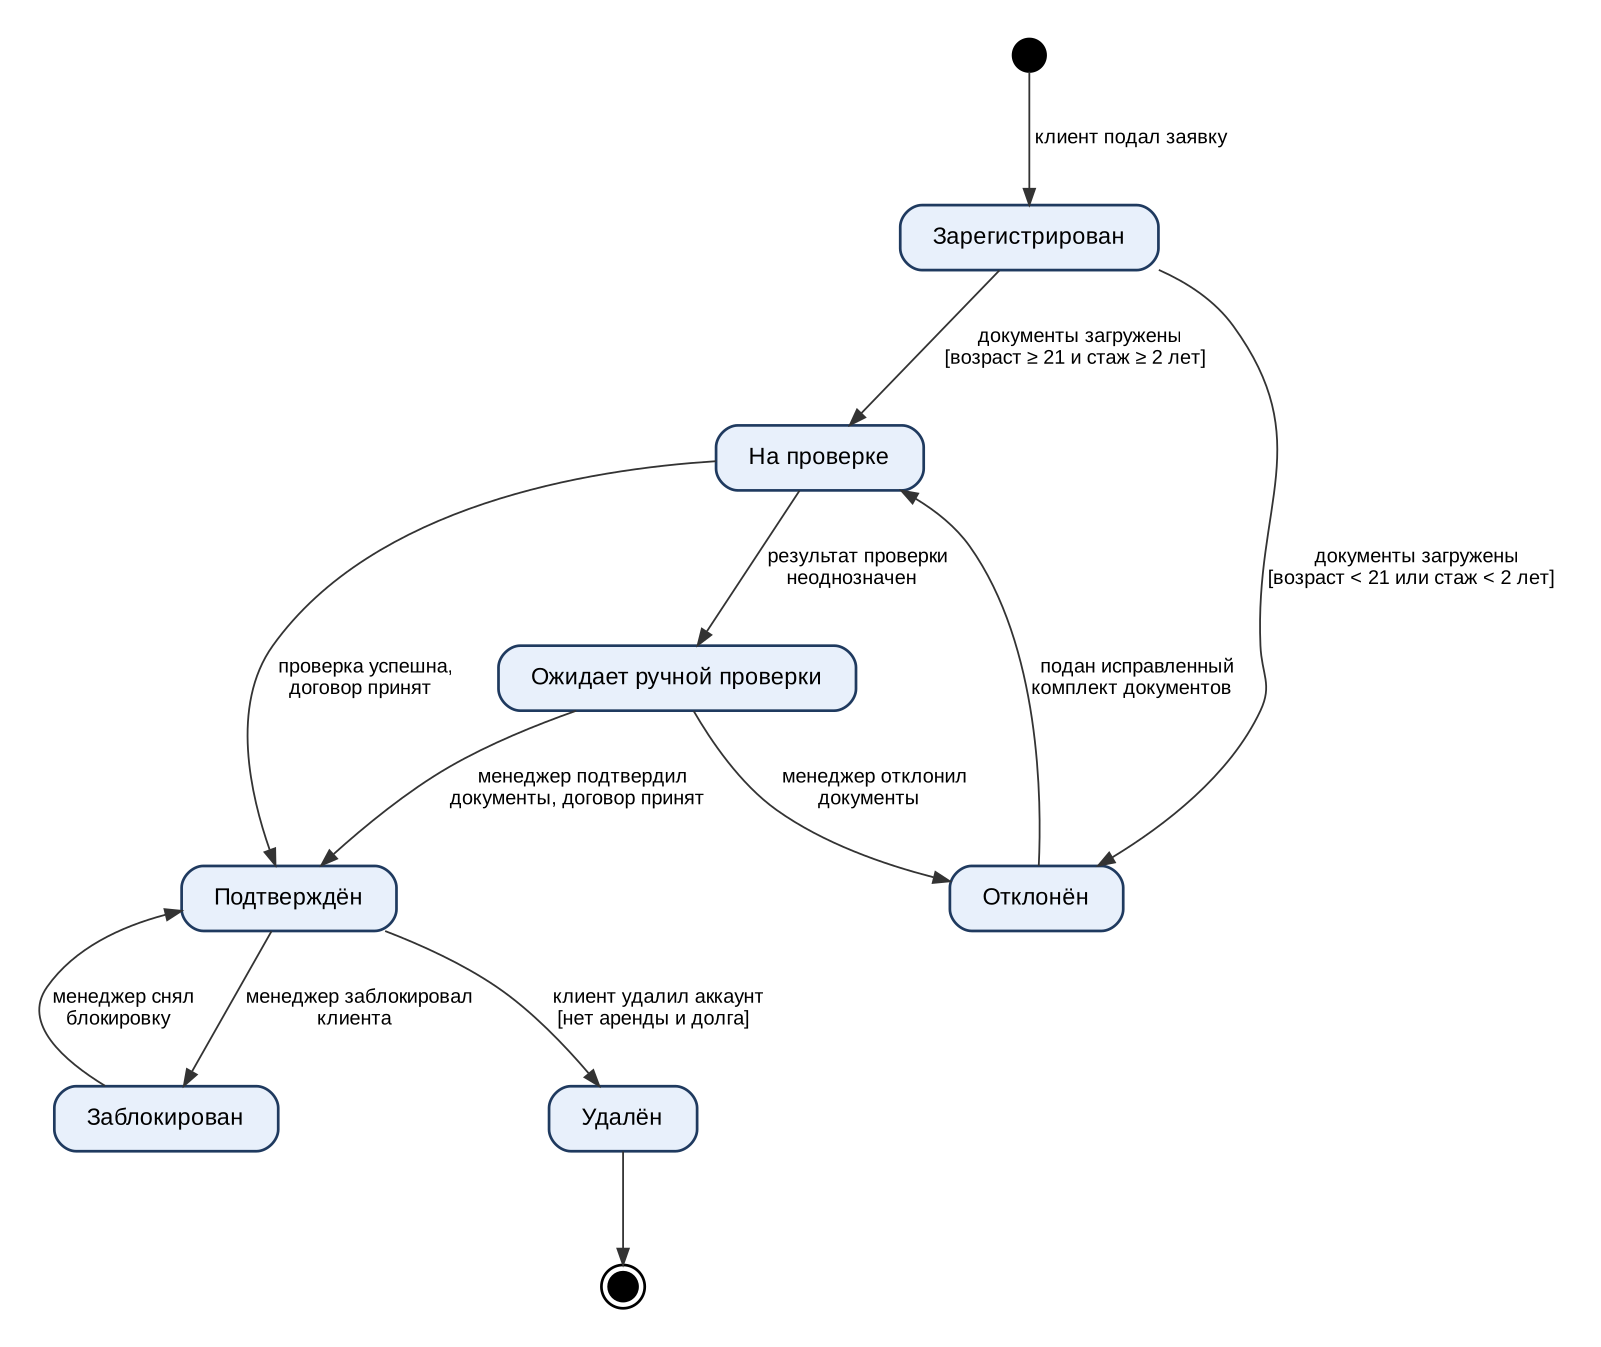 клиент подал заявку
Зарегистрирован
документы загружены
[возраст ≥ 21 и стаж ≥ 2 лет]
На проверке
результат проверки
неоднозначен
документы загружены
[возраст < 21 или стаж < 2 лет]
проверка успешна,
договор принят
Ожидает ручной проверки
подан исправленный
комплект документов
менеджер подтвердил
документы, договор принят
менеджер отклонил
документы
Подтверждён
Отклонён
менеджер снял
блокировку
менеджер заблокировал
клиента
клиент удалил аккаунт
[нет аренды и долга]
Заблокирован
Удалён